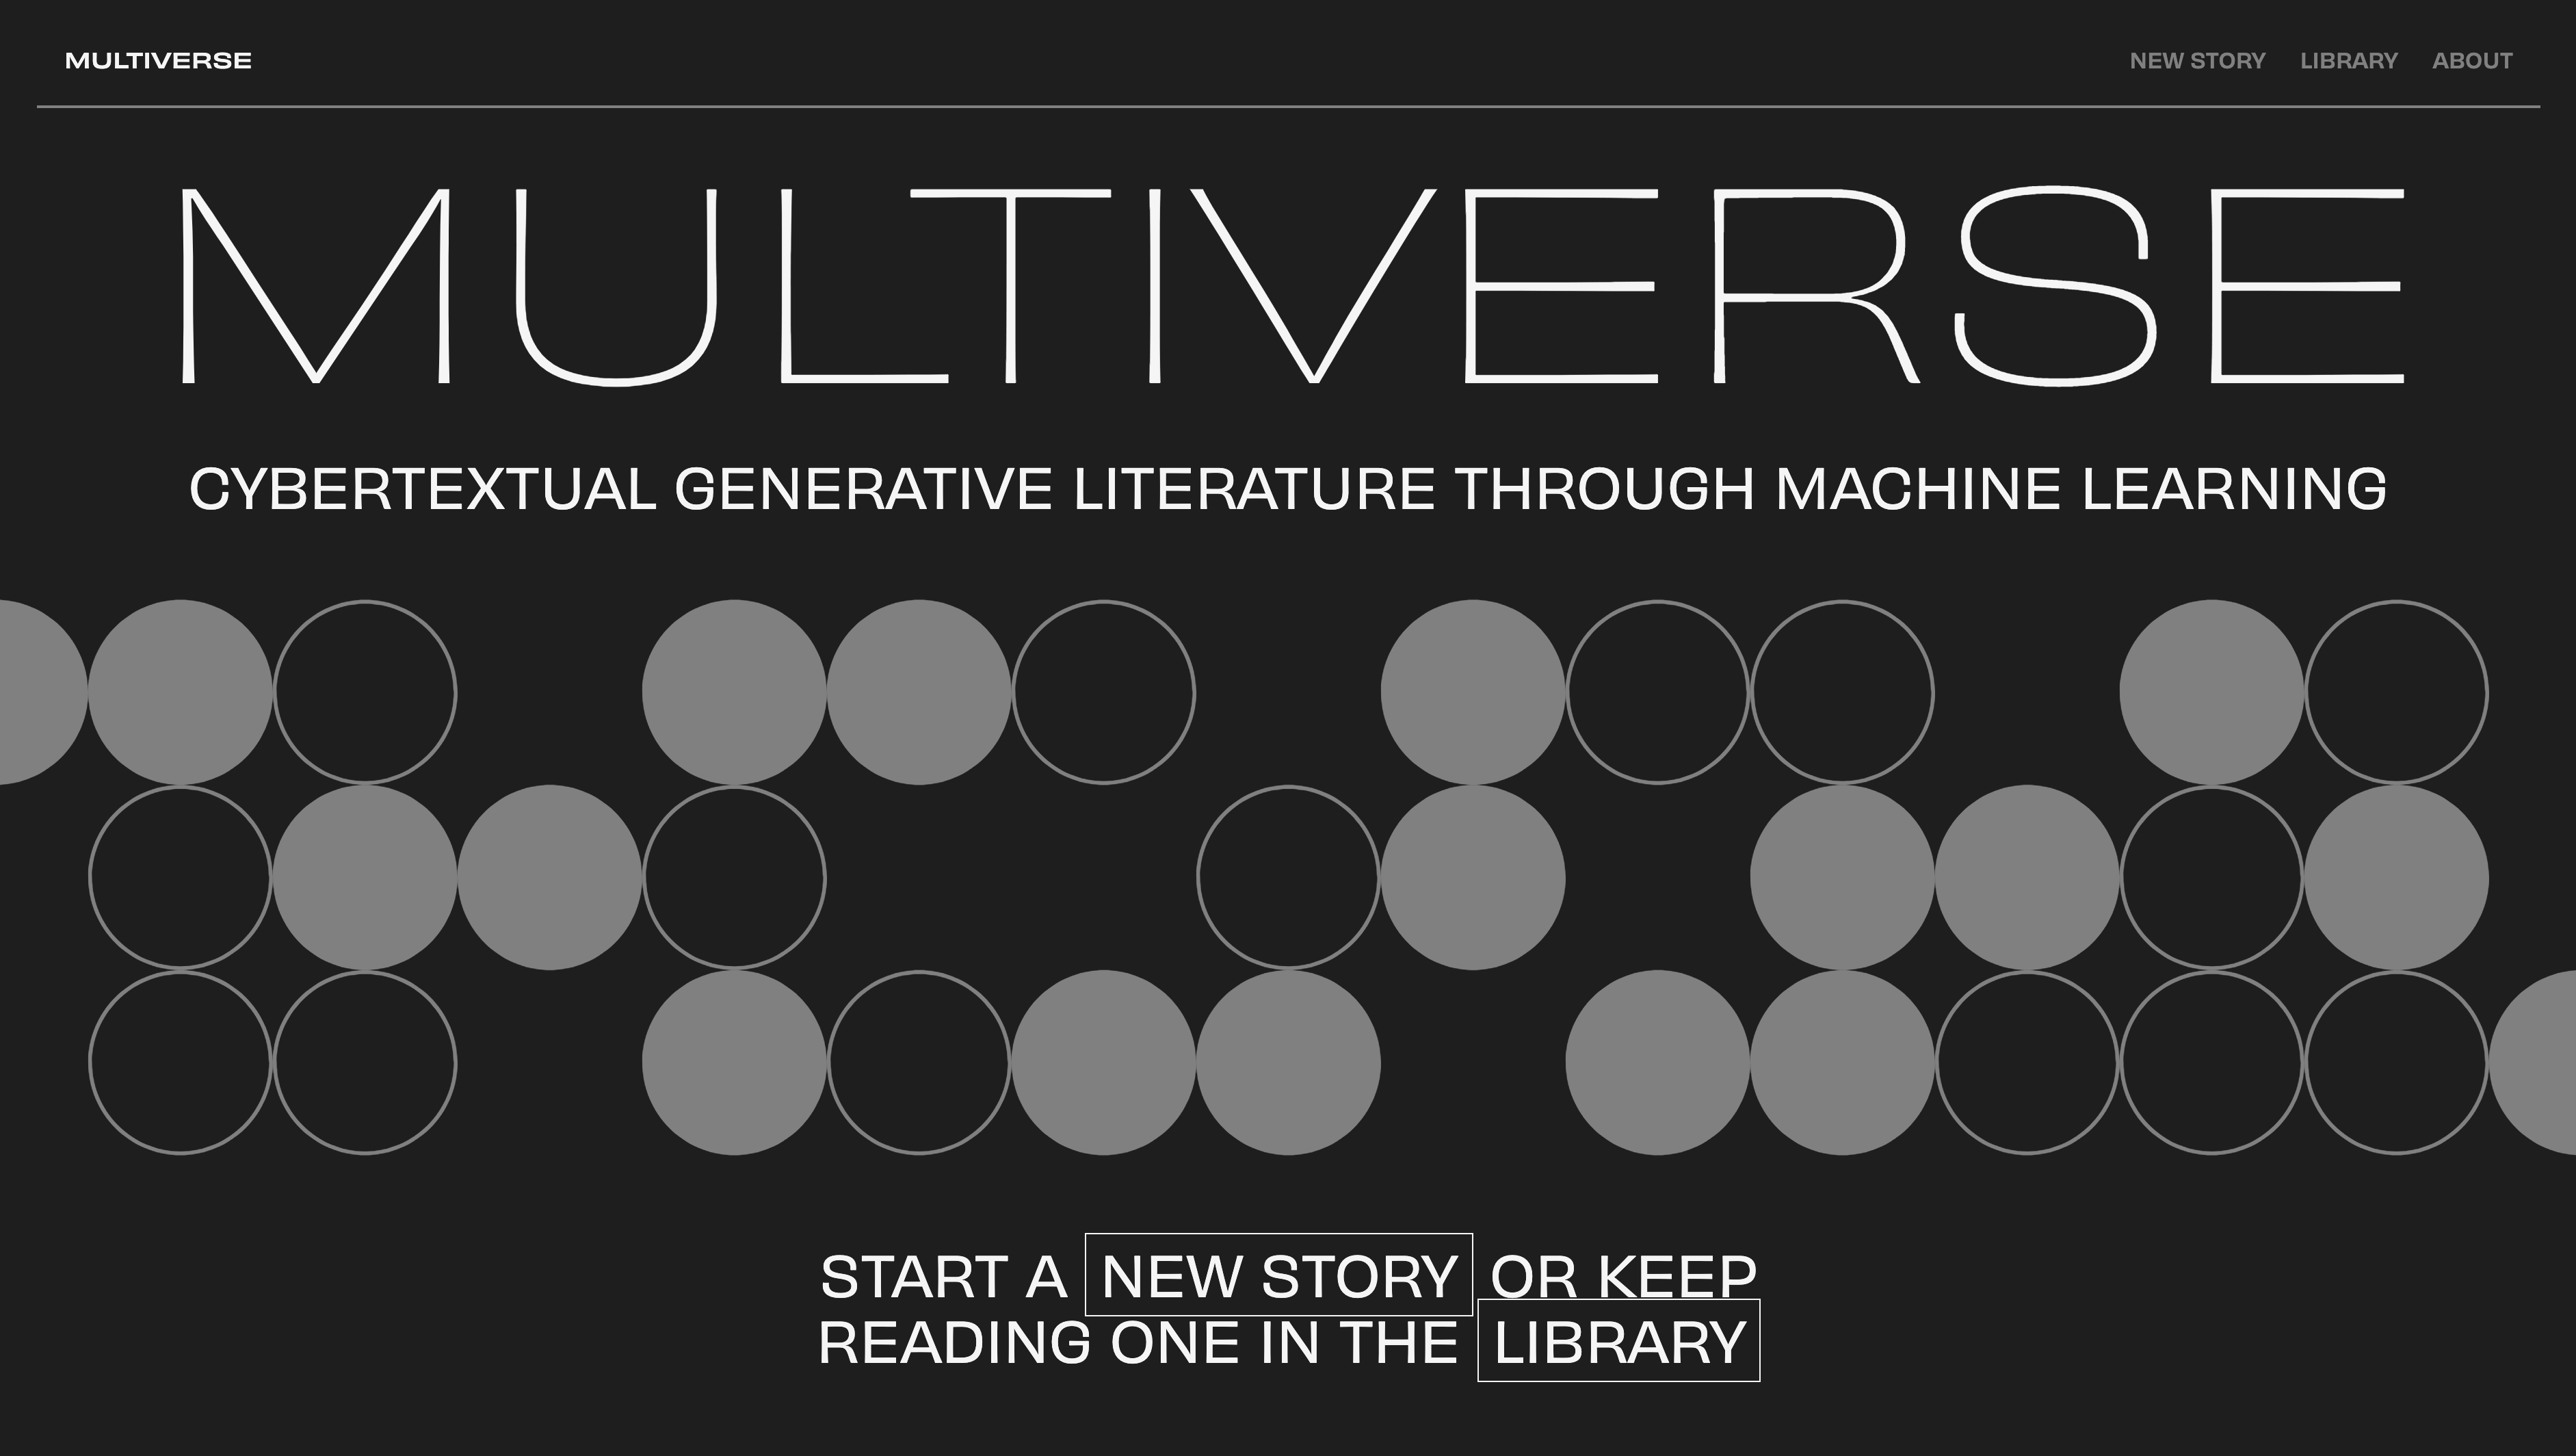 MULTIVERSE
NEW STORY LIBRARY ABOUT
MULTIVERSE
CYBERTEXTUAL GENERATIVE LITERATURE THROUGH MACHINE LEARNING
START A NEW STORY OR KEEP
READING ONE IN THE LIBRARY